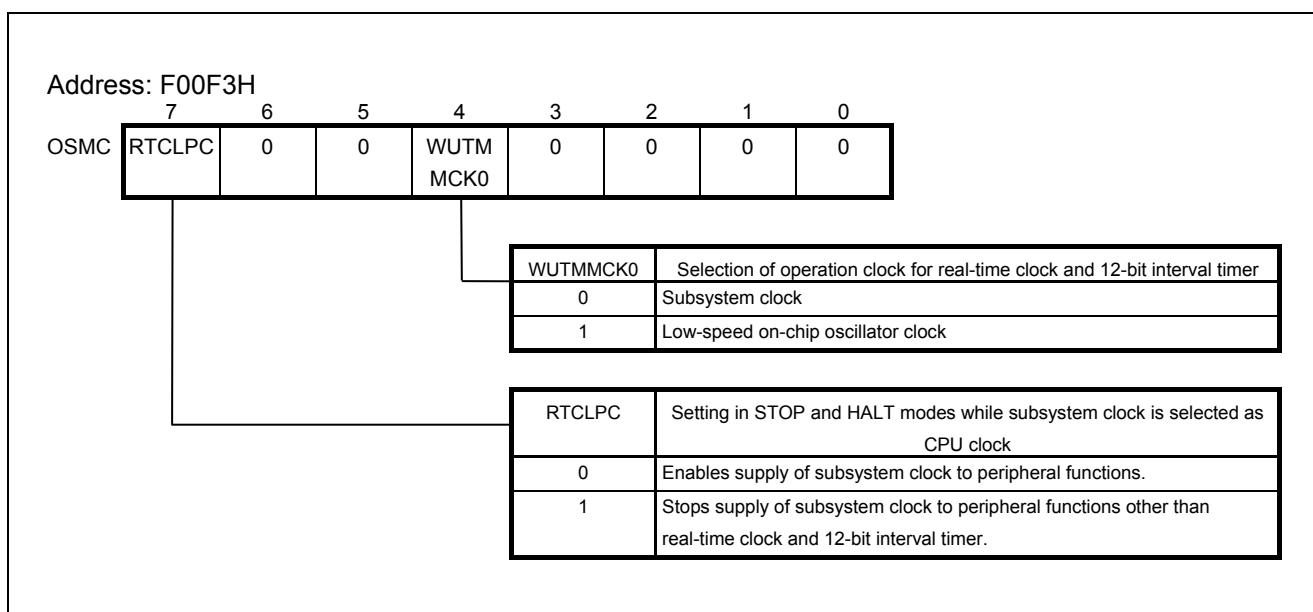 Address: F00F3H
7 6 5 4 3 2 1 0
OSMC RTCLPC 0 0 WUTM 0 0 0 0
MCK0
WUTMMCK0 Selection of operation clock for real-time clock and 12-bit interval timer
0 Subsystem clock
1 Low-speed on-chip oscillator clock
RTCLPC Setting in STOP and HALT modes while subsystem clock is selected as
CPU clock
0 Enables supply of subsystem clock to peripheral functions.
1 Stops supply of subsystem clock to peripheral functions other than
real-time clock and 12-bit interval timer.